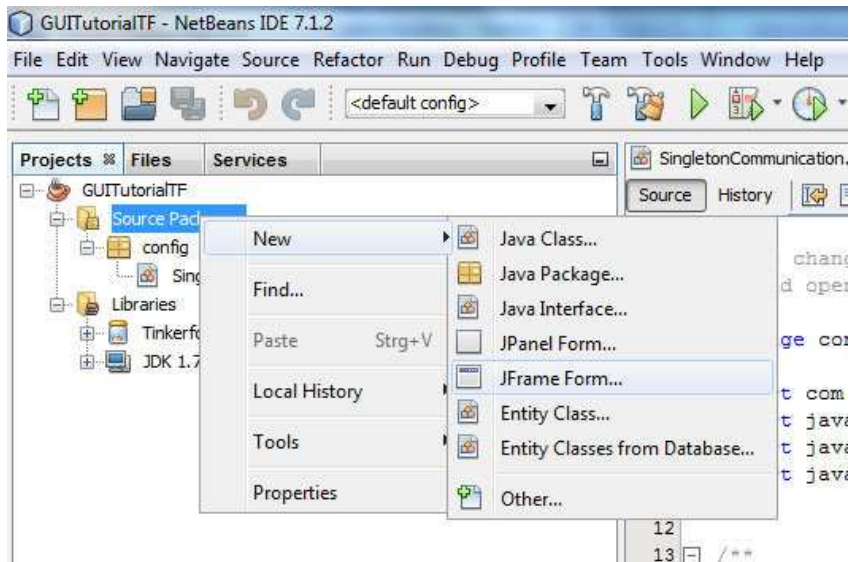 GUITutorialTF - NetBeans IDE 7.1.2
File Edit View Navigate Source Refactor Run Debug Profile Team Tools Window Help
<default config>
Projects Files Services
SingletonCommunication.
Source History
GUITutorialTF
Source Pac
config
Sing
Libraries
Tinkerfo
JDK 1.7
New
Find...
Paste Strg+V
Local History
Tools
Properties
Java Class...
Java Package...
Java Interface...
JPanel Form...
JFrame Form...
Entity Class...
Entity Classes from Database...
Other...
chang
d oper
ge cor
t com
t java
t java
t java
12
13 /**